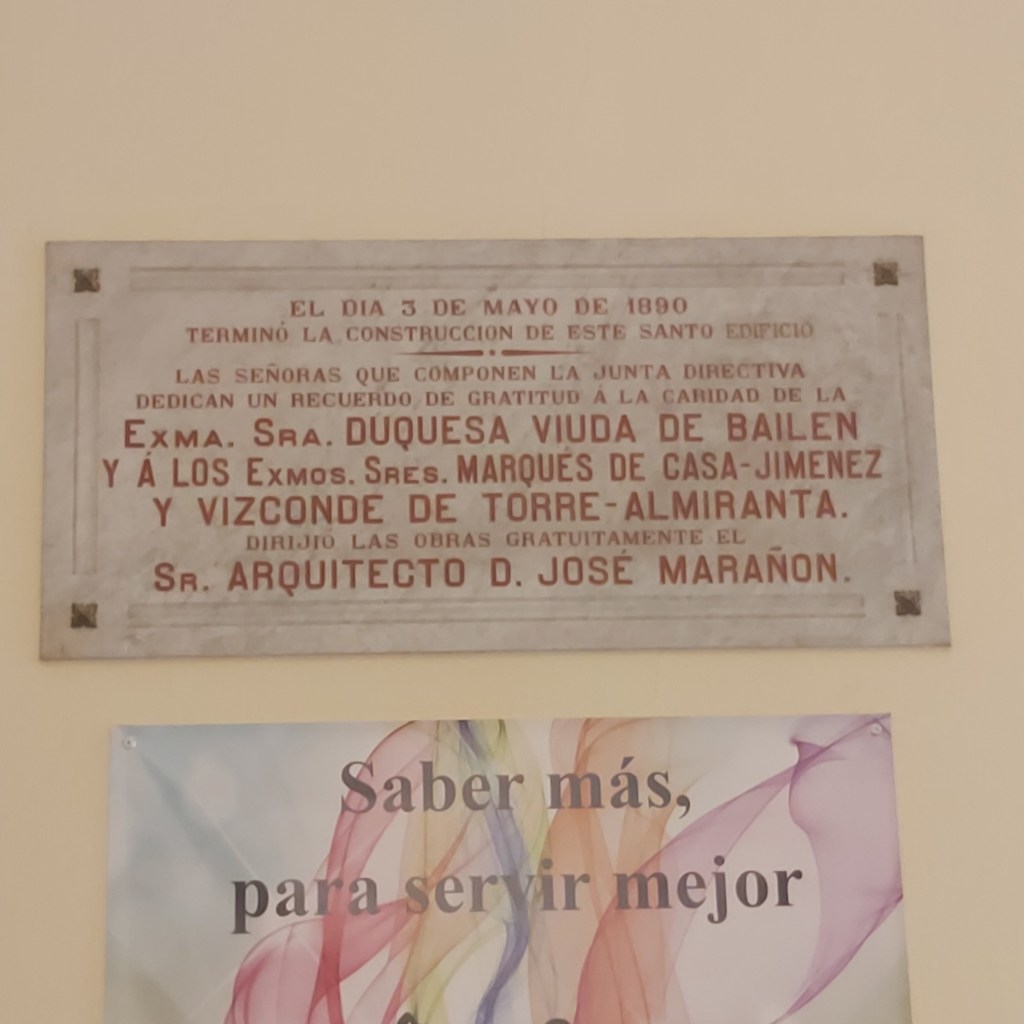 EL DIA 3 DE MAYO DE 1890
TERMINÓ LA CONSTRUCCION DE ESTE SANTO EDIFICIO
LAS SEÑORAS QUE COMPONEN LA JUNTA DIRECTIVA
DEDICAN UN RECUERDO DE GRATITUD Á LA CARIDAD DE LA
EXMA. SRA. DUQUESA VIUDA DE BAILEN
Y Á LOS EXMOS. SRES. MARQUÉS DE CASA-JIMENEZ
Y VIZCONDE DE TORRE-ALMIRANTA.
DIRIJIÓ LAS OBRAS GRATUITAMENTE EL
SR. ARQUITECTO D. JOSÉ MARAÑON.
Saber más,
para servir mejor